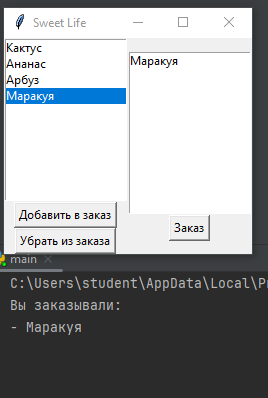 Sweet Life
Кактус
Ананас
Арбуз
Маракуя
Маракуя
Добавить в заказ
Убрать из заказа
Заказ
main
C:\Users\student\AppData\Local\
Вы заказывали:
- Маракуя